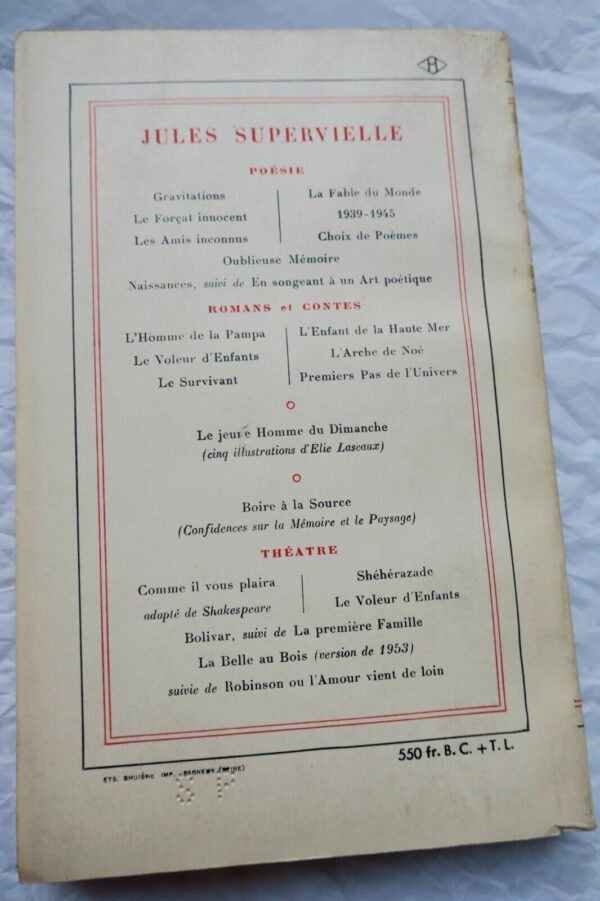 H
JULES SUPERVIELLE
POÉSIE
Gravitations
Le Forçat innocent
Les Amis inconnus
La Fable du Monde
1939-1945
Choix de Poèmes
Oublieuse Mémoire
Naissances, suivi de En songeant à un Art poétique
ROMANS et CONTES
L'Homme de la Pampa
Le Voleur d'Enfants
Le Survivant
L'Enfant de la Haute Mer
L'Arche de Noé
Premiers Pas de l'Univers
Le jeune Homme du Dimanche
(cinq illustrations d'Elie Lascaux)
Boire à la Source
(Confidences sur la Mémoire et le Paysage)
THÉATRE
Comme il vous plaira
adapté de Shakespeare
Shéhérazade
Le Voleur d'Enfants
Bolivar, suivi de La première Famille
La Belle au Bois (version de 1953)
suivie de Robinson ou l'Amour vient de loin
550 fr. B. C. + T. L.
ETS. BHUIÈRE IMP. -BAGNEUX (SEINE)